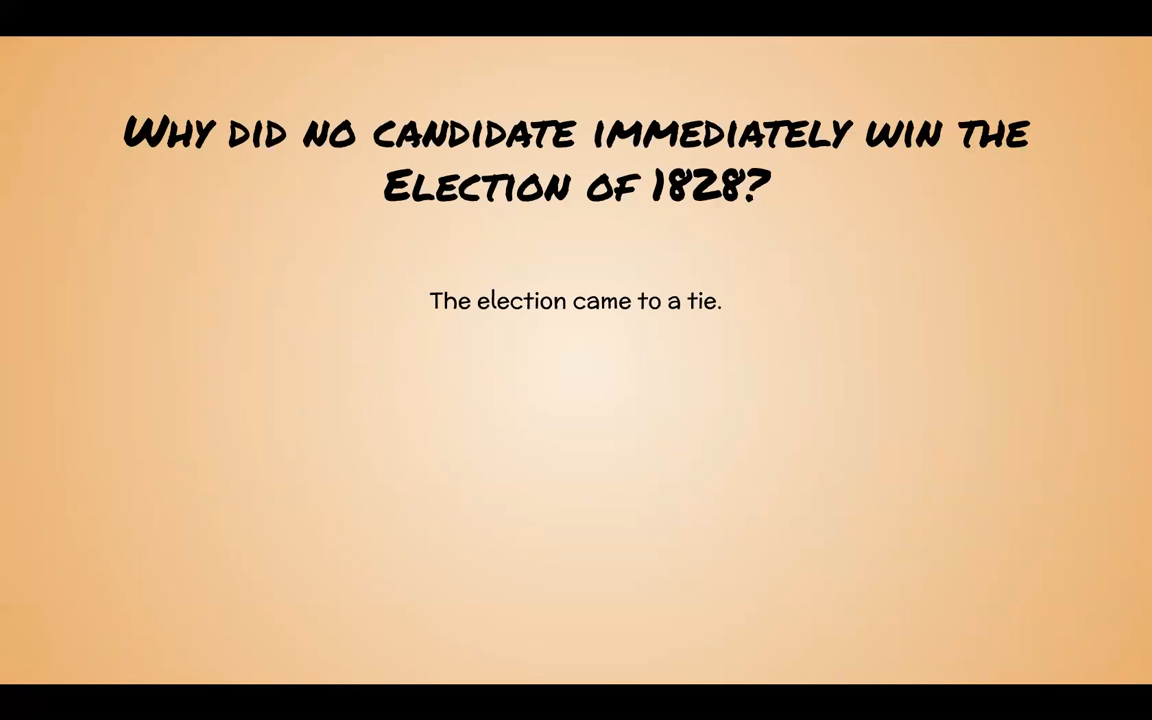 Why did no candidate immediately win the
Election of 1828?
The election came to a tie.